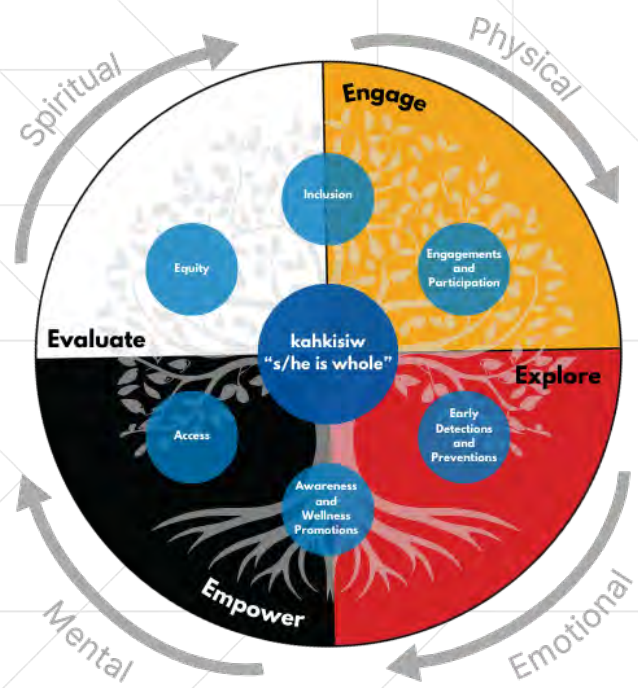 Spiritual
Physical
Engage
Inclusion
Equity
Engagements
and
Participation
Evaluate
kahkisiw
“s/he is whole”
Explore
Access
Early
Detections
and
Preventions
Awareness
and
Wellness
Promotions
Empower
Mental
Emotional